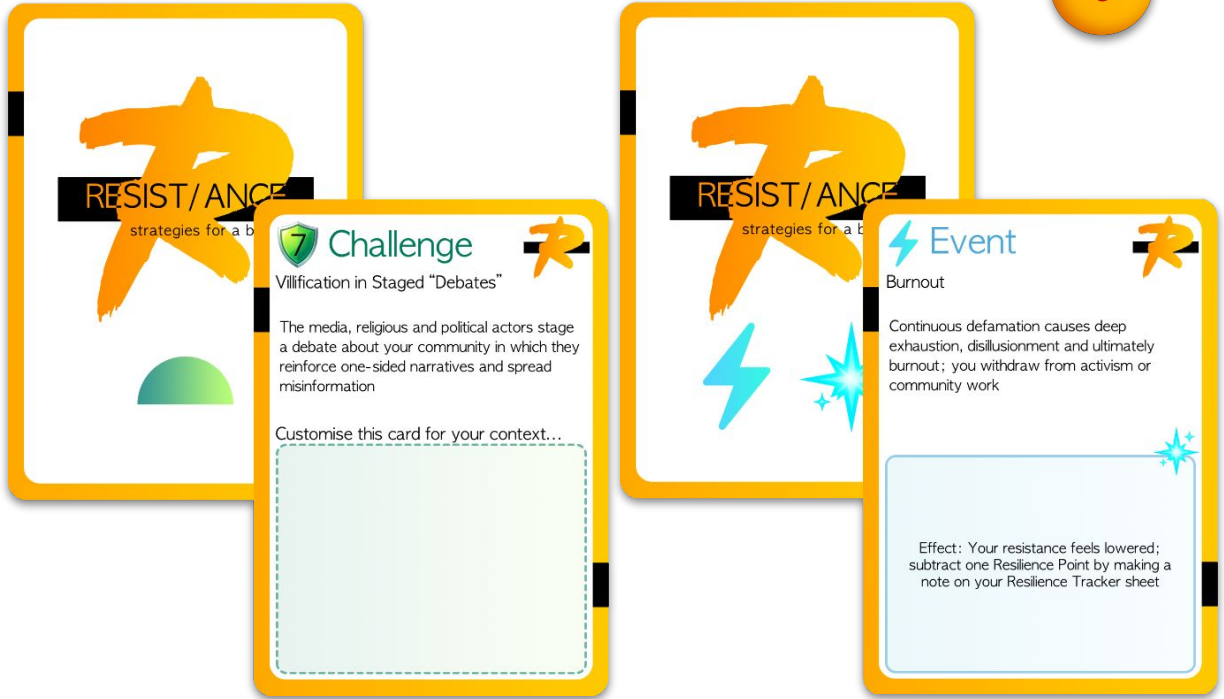 RESIST/ANCE
strategies for a b
7 Challenge
Villification in Staged “Debates”
The media, religious and political actors stage
a debate about your community in which they
reinforce one-sided narratives and spread
misinformation
Customise this card for your context...
RESIST/ANCE
strategies for a b
Event
Burnout
Continuous defamation causes deep
exhaustion, disillusionment and ultimately
burnout; you withdraw from activism or
community work
Effect: Your resistance feels lowered;
subtract one Resilience Point by making a
note on your Resilience Tracker sheet